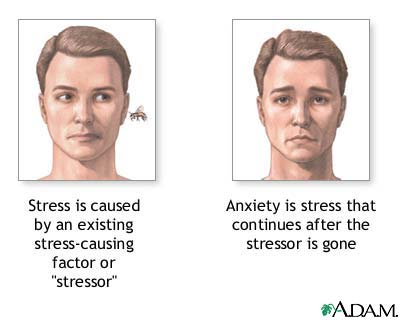 Stress is caused
by an existing
stress-causing
factor or
"stressor"
Anxiety is stress that
continues after the
stressor is gone
ADAM.